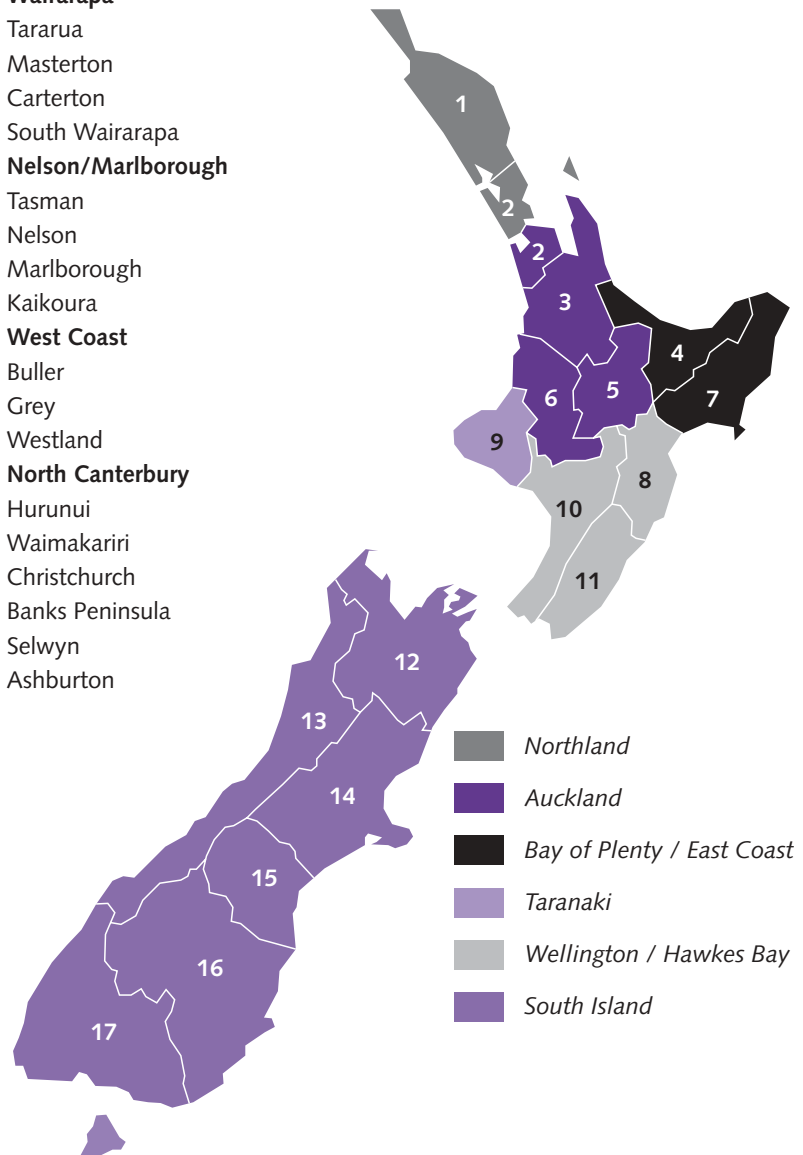 Wairarapa
Tararua
Masterton
Carterton
South Wairarapa
Nelson/Marlborough
Tasman
Nelson
Marlborough
Kaikoura
West Coast
Buller
Grey
Westland
North Canterbury
Hurunui
Waimakariri
Christchurch
Banks Peninsula
Selwyn
Ashburton
1
2
2
3
4
5
6
7
9
8
10
11
12
13
14
15
16
17
Northland
Auckland
Bay of Plenty / East Coast
Taranaki
Wellington / Hawkes Bay
South Island